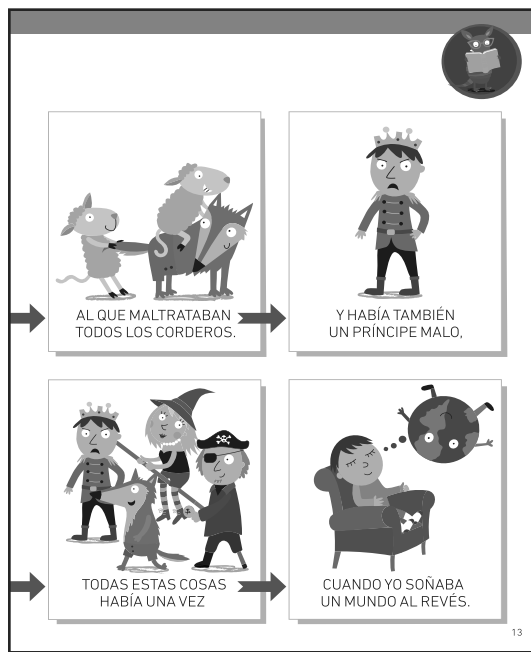 AL QUE MALTRATABAN
TODOS LOS CORDEROS.
Y HABÍA TAMBIÉN
UN PRÍNCIPE MALO,
TODAS ESTAS COSAS
HABÍA UNA VEZ
CUANDO YO SOÑABA
UN MUNDO AL REVÉS.
13